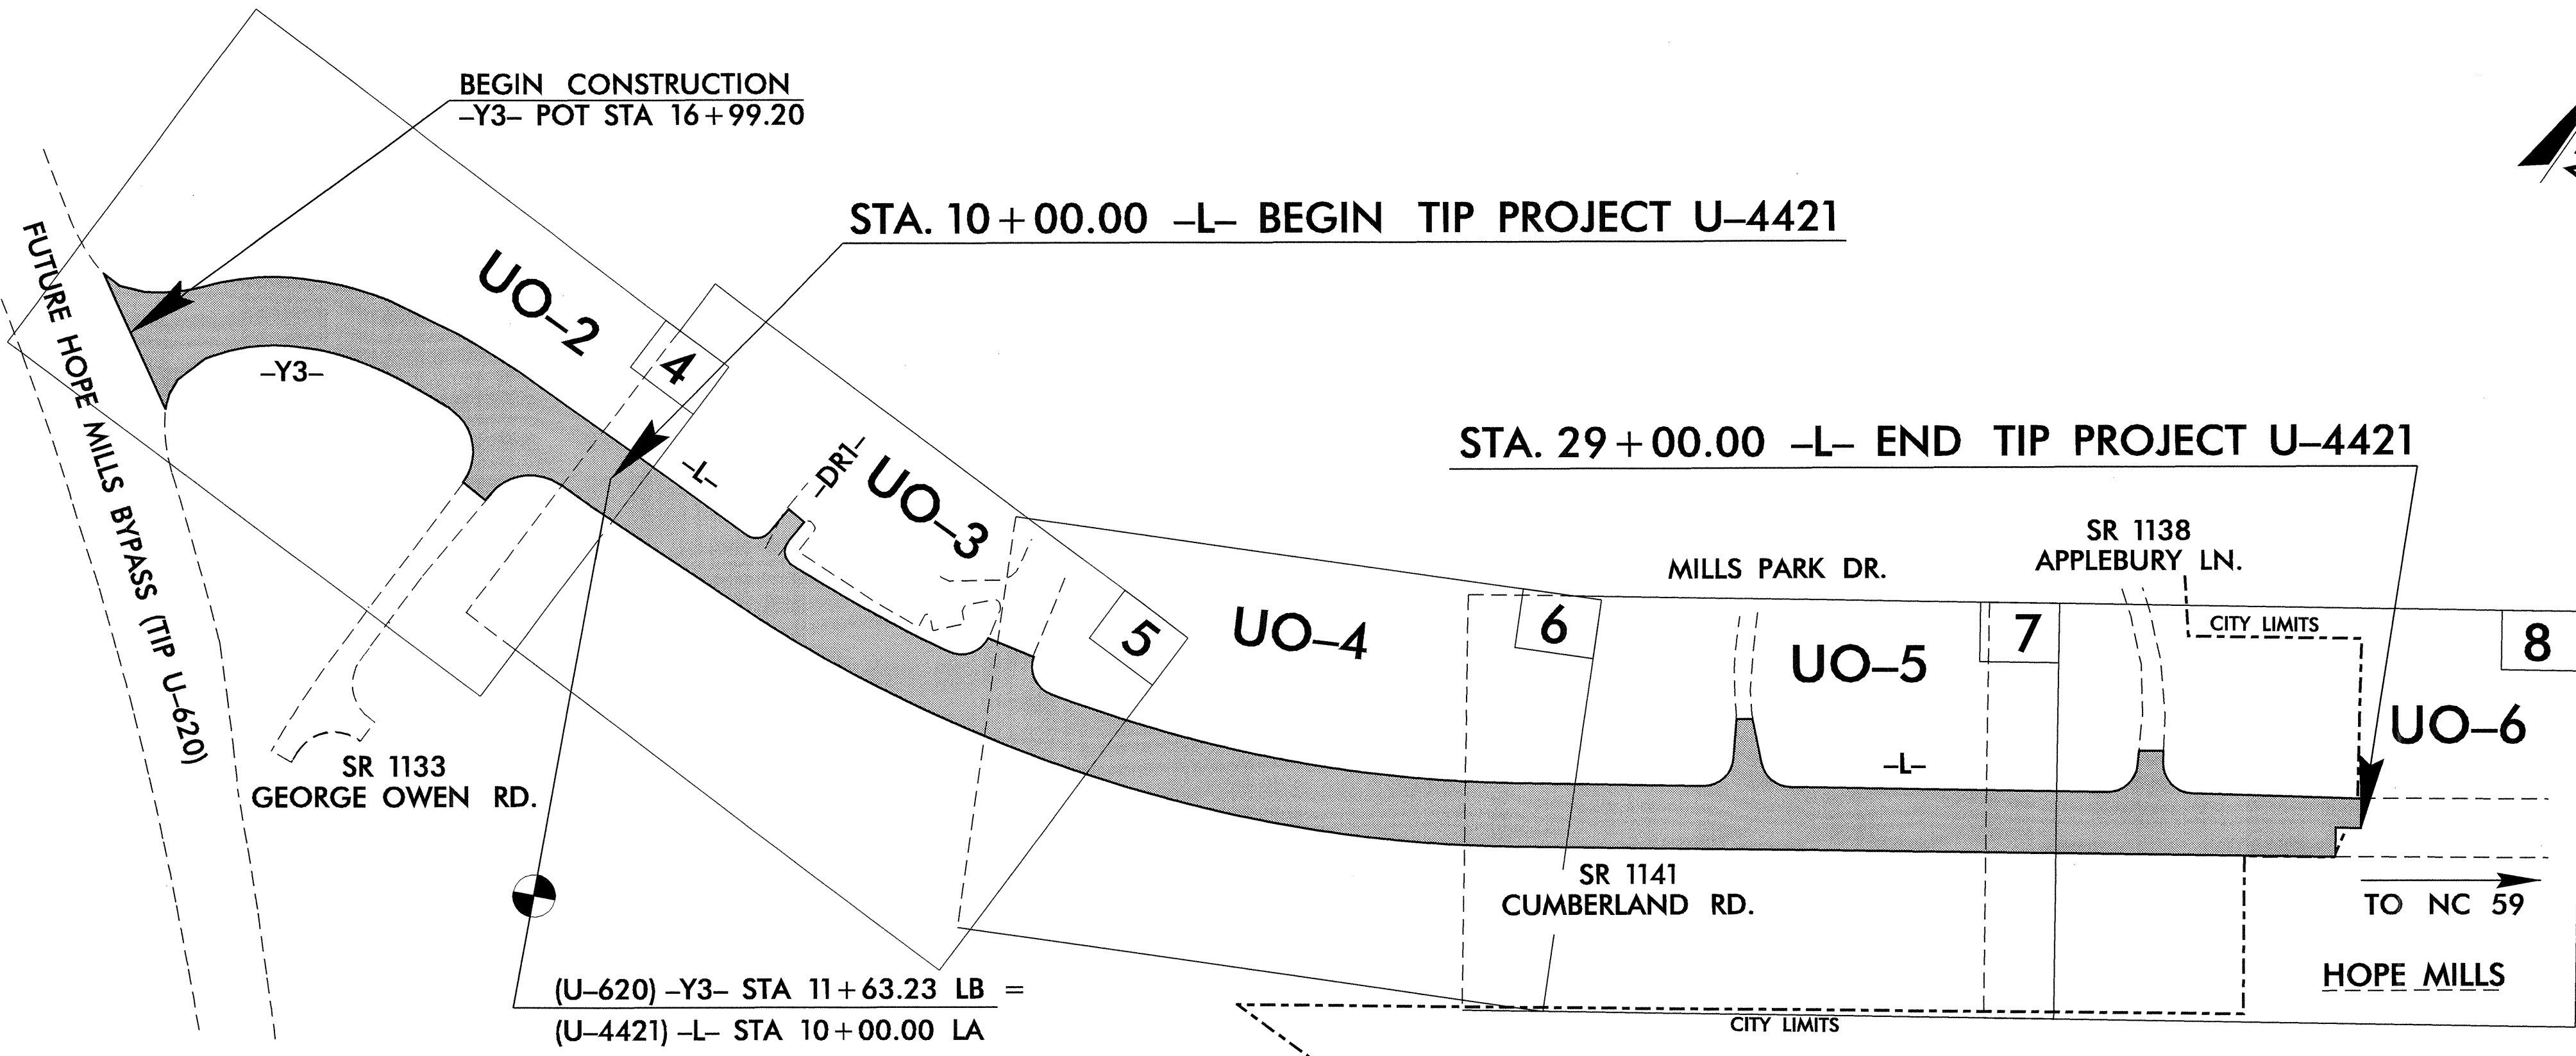 BEGIN CONSTRUCTION
–Y3– POT STA 16+99.20
STA. 10+00.00 –L– BEGIN TIP PROJECT U–4421
FUTURE HOPE MILLS BYPASS (TIP U–620)
UO–2
4
–Y3–
–L–
–DR1–
UO–3
5
STA. 29+00.00 –L– END TIP PROJECT U–4421
UO–4
6
MILLS PARK DR.
UO–5
7
SR 1138
APPLEBURY LN.
CITY LIMITS
8
UO–6
–L–
SR 1133
GEORGE OWEN RD.
SR 1141
CUMBERLAND RD.
TO NC 59
HOPE MILLS
(U–620) –Y3– STA 11+63.23 LB =
(U–4421) –L– STA 10+00.00 LA
CITY LIMITS